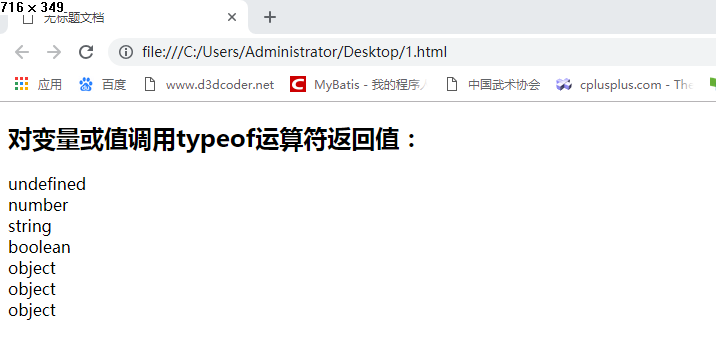 716 × 349
无标题文档
file:///C:/Users/Administrator/Desktop/1.html
应用
百度
www.d3dcoder.net
MyBatis - 我的程序
中国武术协会
cplusplus.com - The
对变量或值调用typeof运算符返回值：
undefined
number
string
boolean
object
object
object